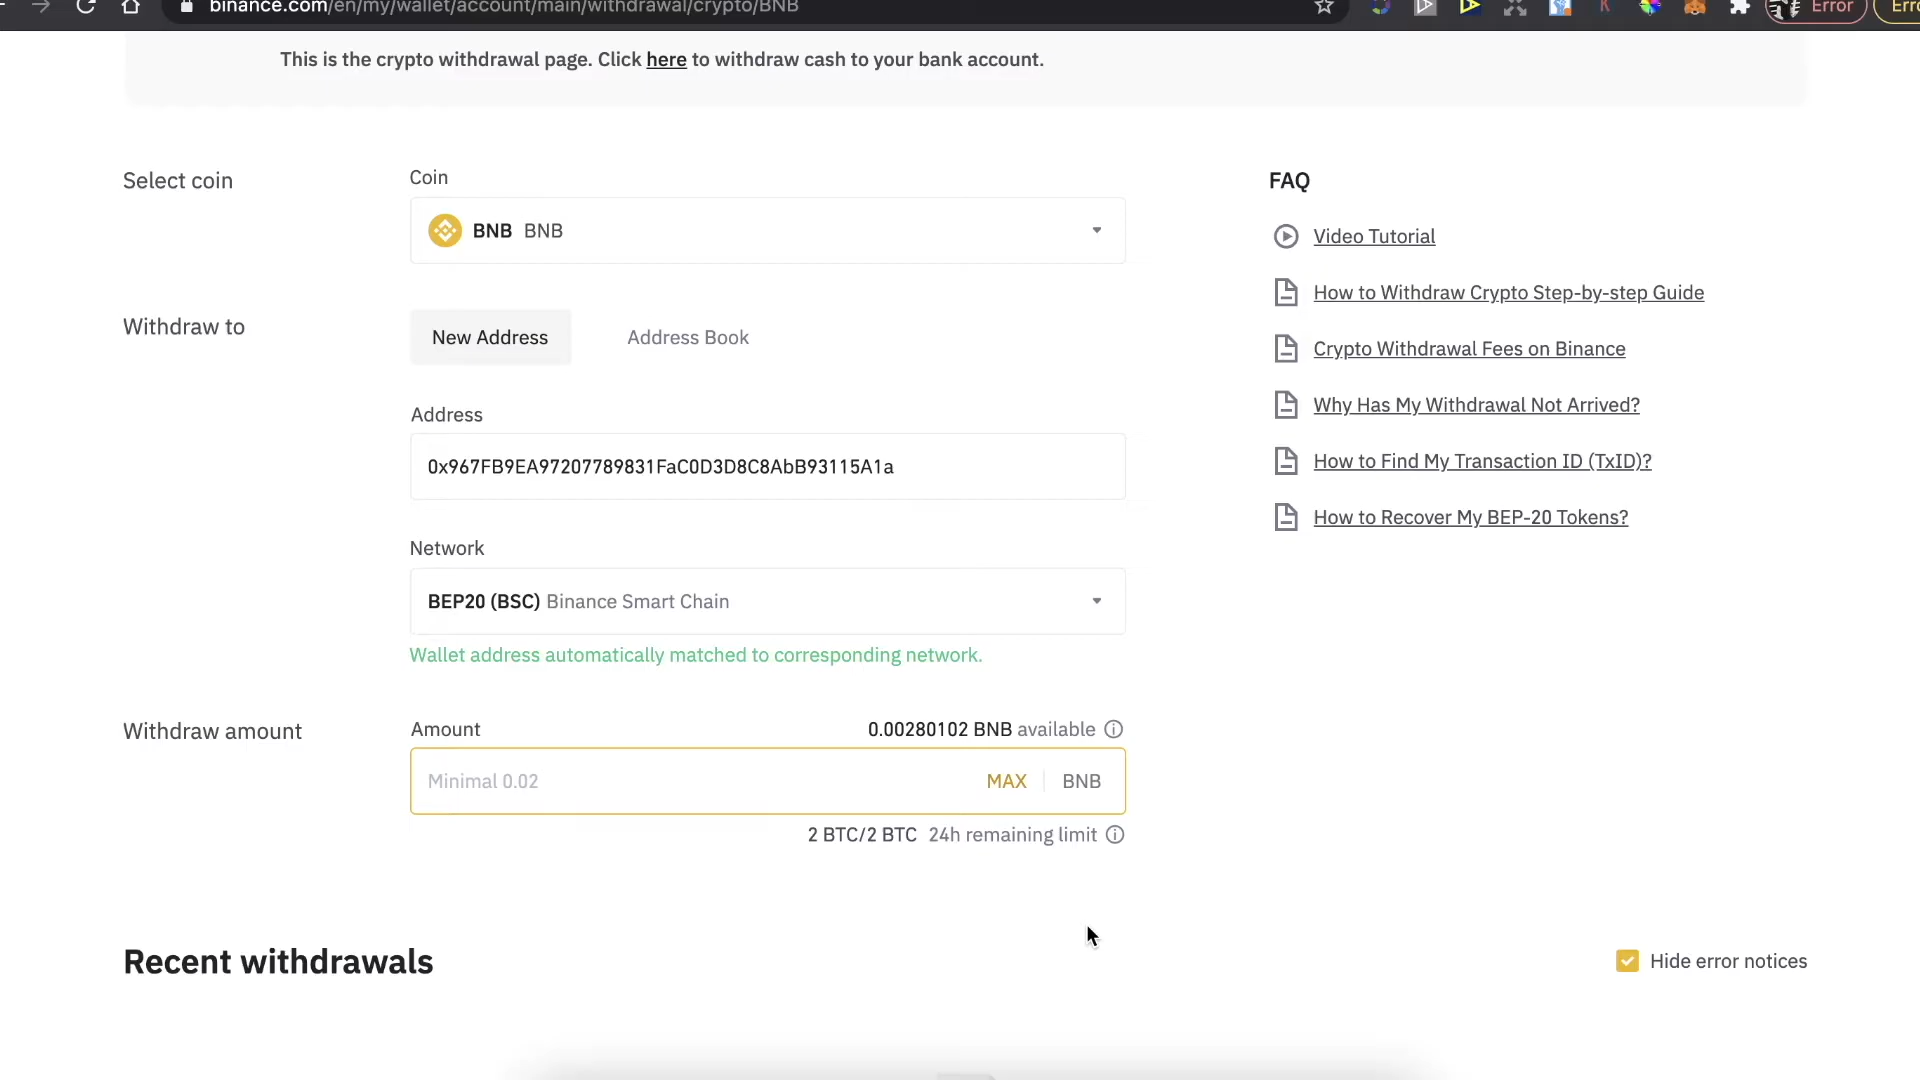 binance.com/en/my/wallet/account/main/withdrawal/crypto/BNB
Error
Erro
This is the crypto withdrawal page. Click here to withdraw cash to your bank account.
Select coin
Coin
BNB BNB
Withdraw to
New Address
Address Book
Address
0x967FB9EA97207789831FaC0D3D8C8AbB93115A1a
Network
BEP20 (BSC) Binance Smart Chain
Wallet address automatically matched to corresponding network.
Withdraw amount
Amount
0.00280102 BNB available
Minimal 0.02
MAX
BNB
2 BTC/2 BTC 24h remaining limit
FAQ
Video Tutorial
How to Withdraw Crypto Step-by-step Guide
Crypto Withdrawal Fees on Binance
Why Has My Withdrawal Not Arrived?
How to Find My Transaction ID (TxID)?
How to Recover My BEP-20 Tokens?
Recent withdrawals
Hide error notices